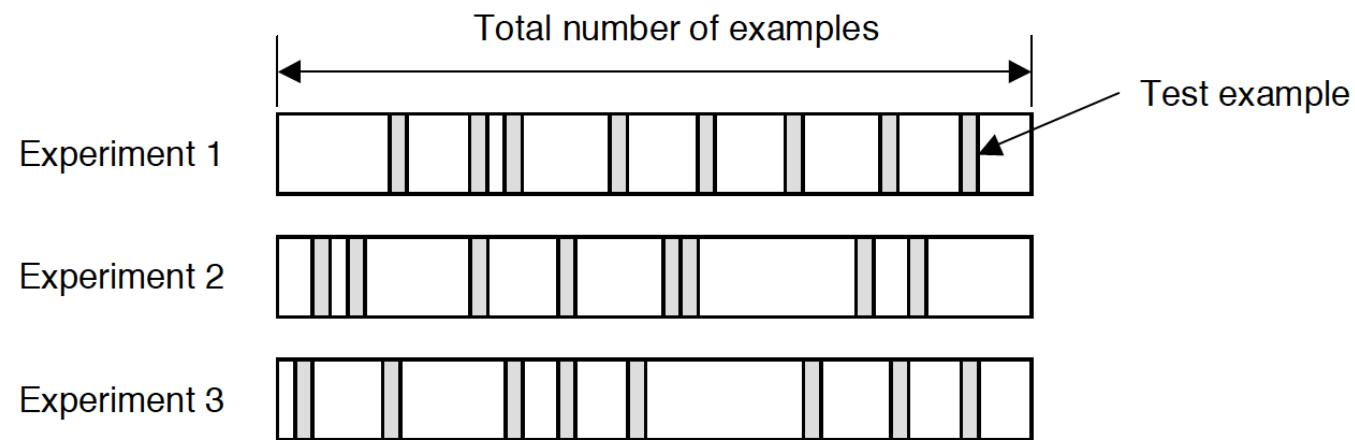 Total number of examples
Test example
Experiment 1
Experiment 2
Experiment 3